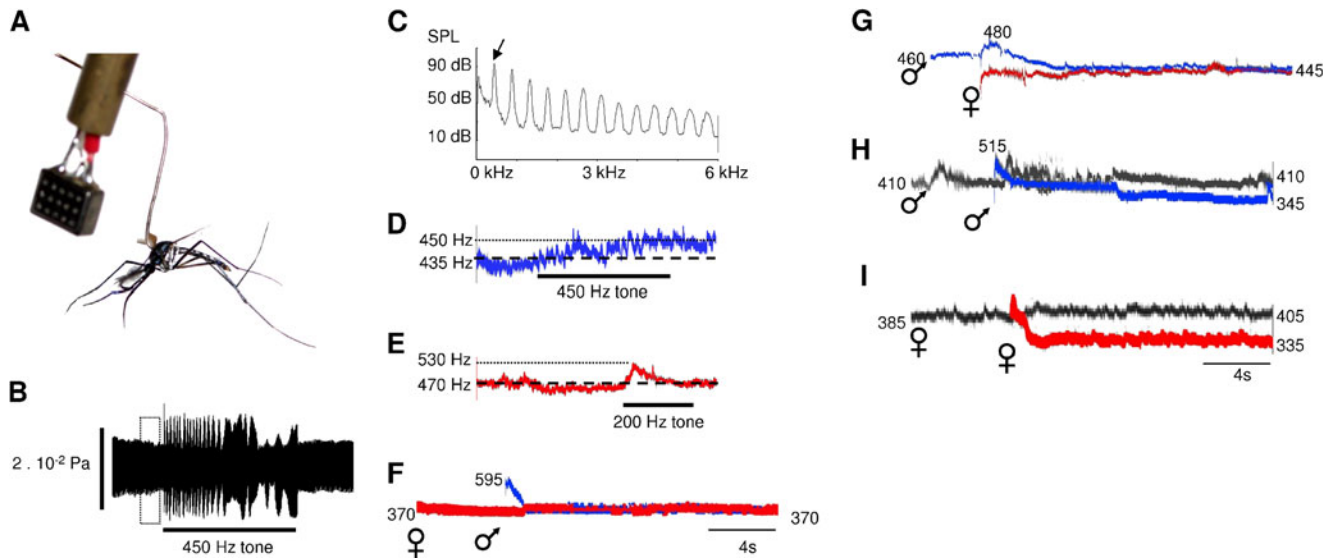 A
B
2 . 10⁻² Pa
450 Hz tone
C
SPL
90 dB
50 dB
10 dB
0 kHz
3 kHz
6 kHz
D
450 Hz
435 Hz
450 Hz tone
E
530 Hz
470 Hz
200 Hz tone
F
595
370
♀
♂
370
4s
G
480
460
♂
♀
445
H
515
410
♂
♂
410
345
I
385
♀
♀
405
335
4s